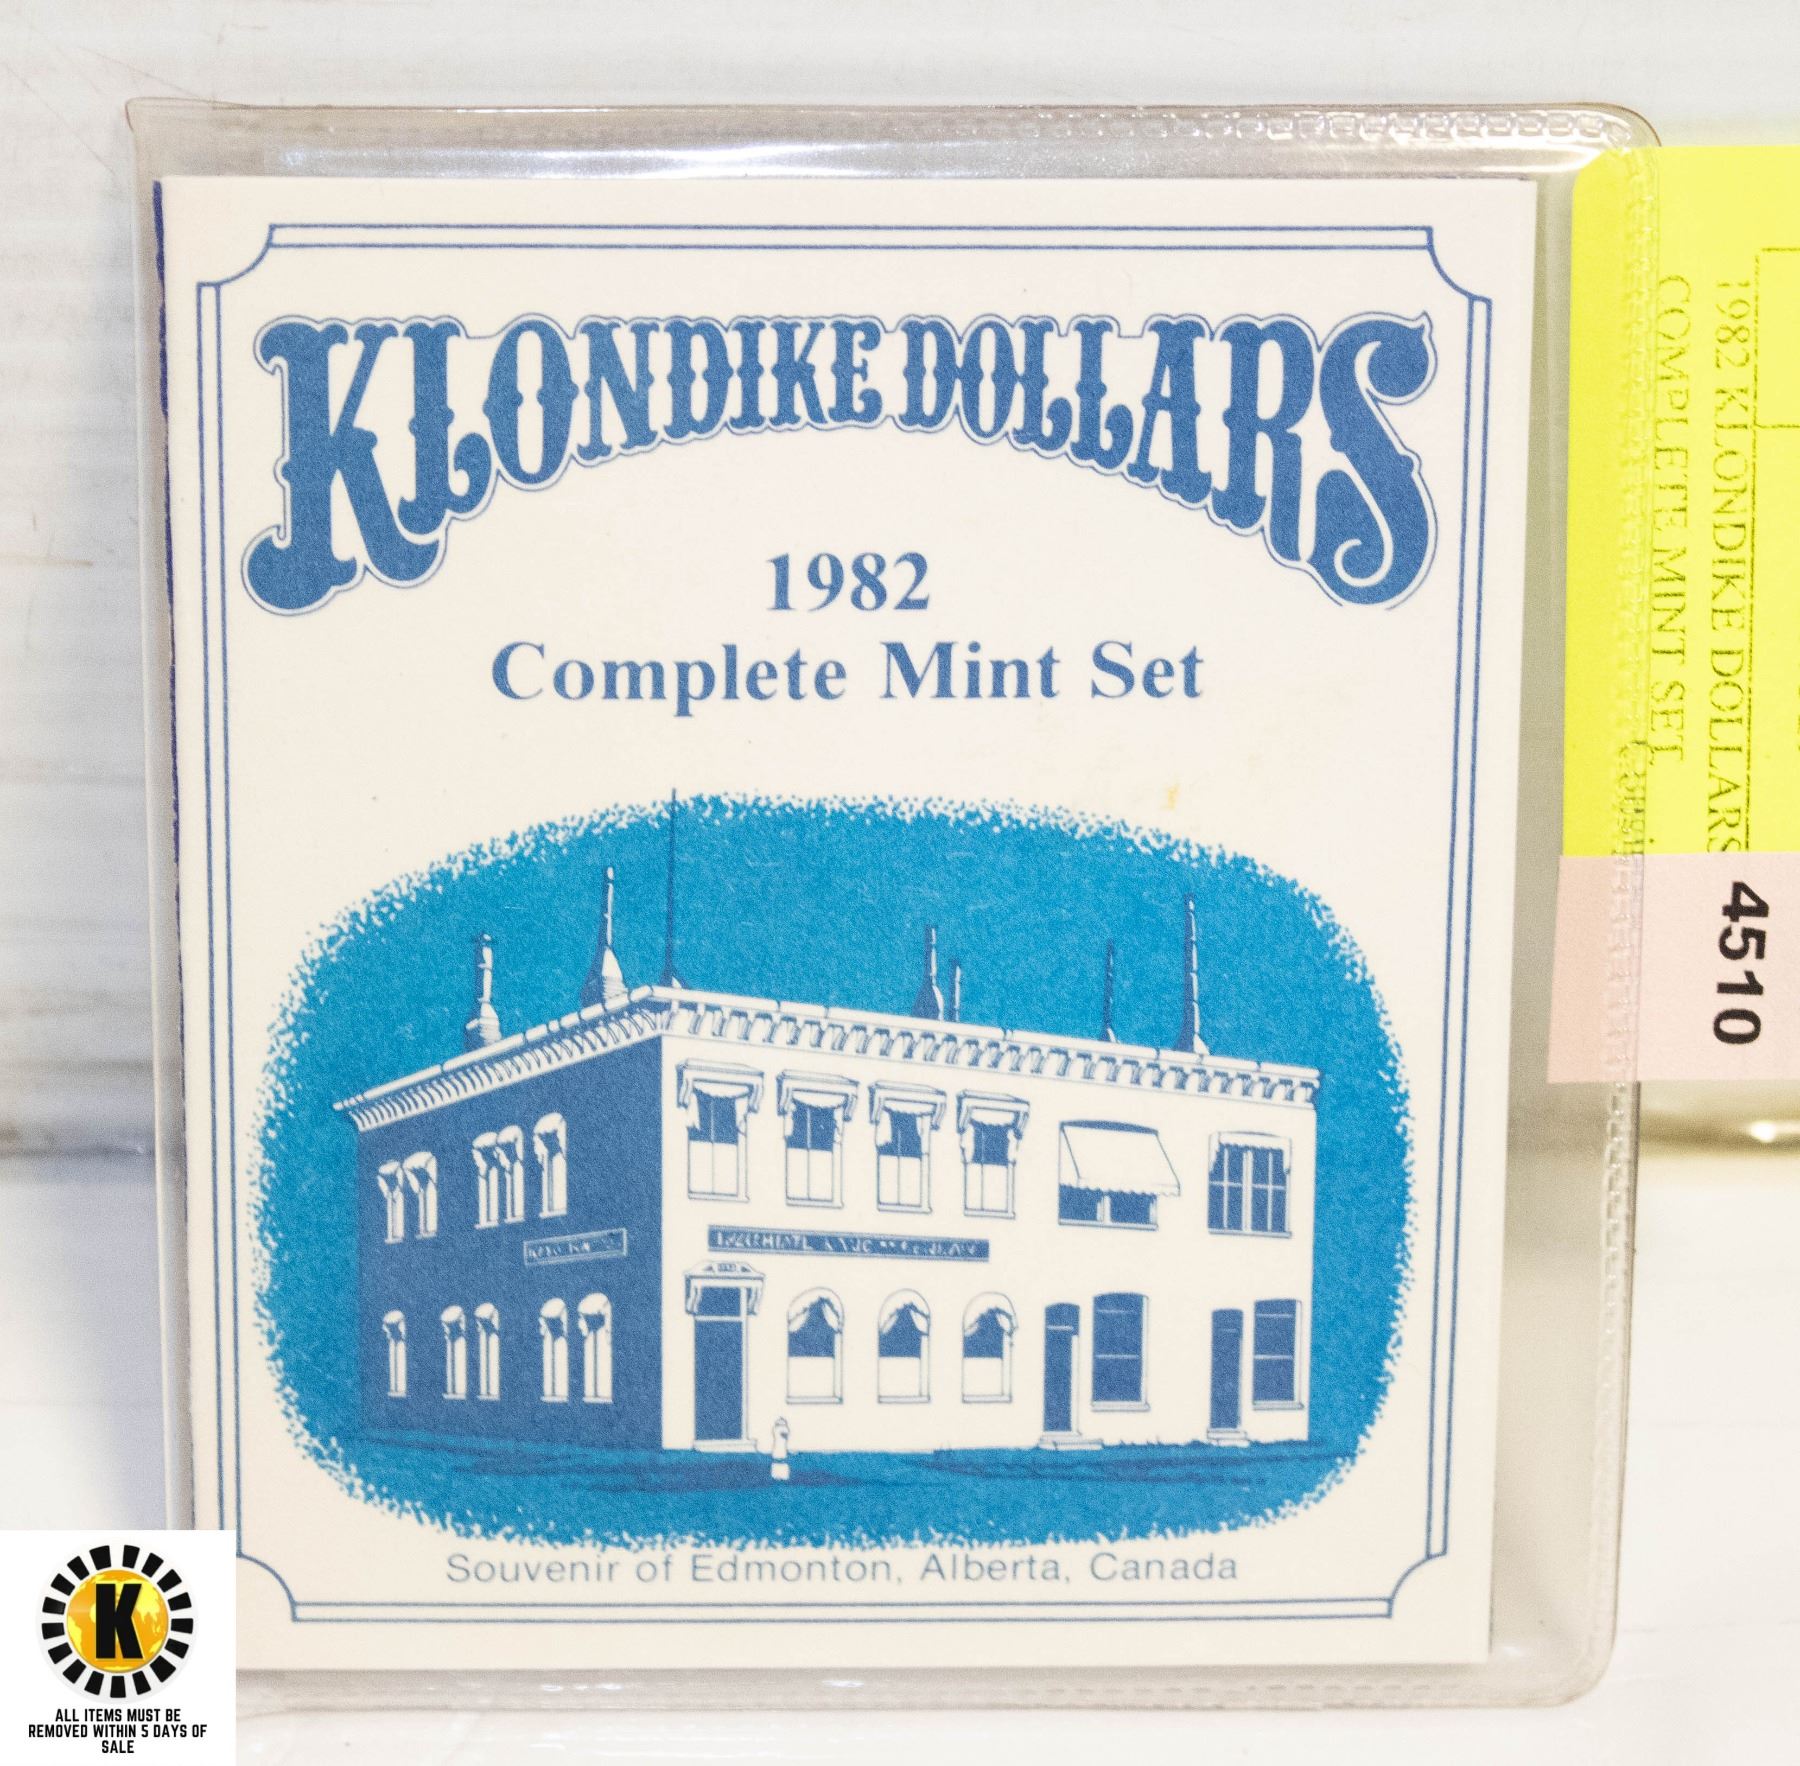 KLONDIKE DOLLARS
1982
Complete Mint Set
Souvenir of Edmonton, Alberta, Canada
1982 KLONDIKE DOLLARS
COMPLETE MINT SET
4510
K
ALL ITEMS MUST BE
REMOVED WITHIN 5 DAYS OF
SALE